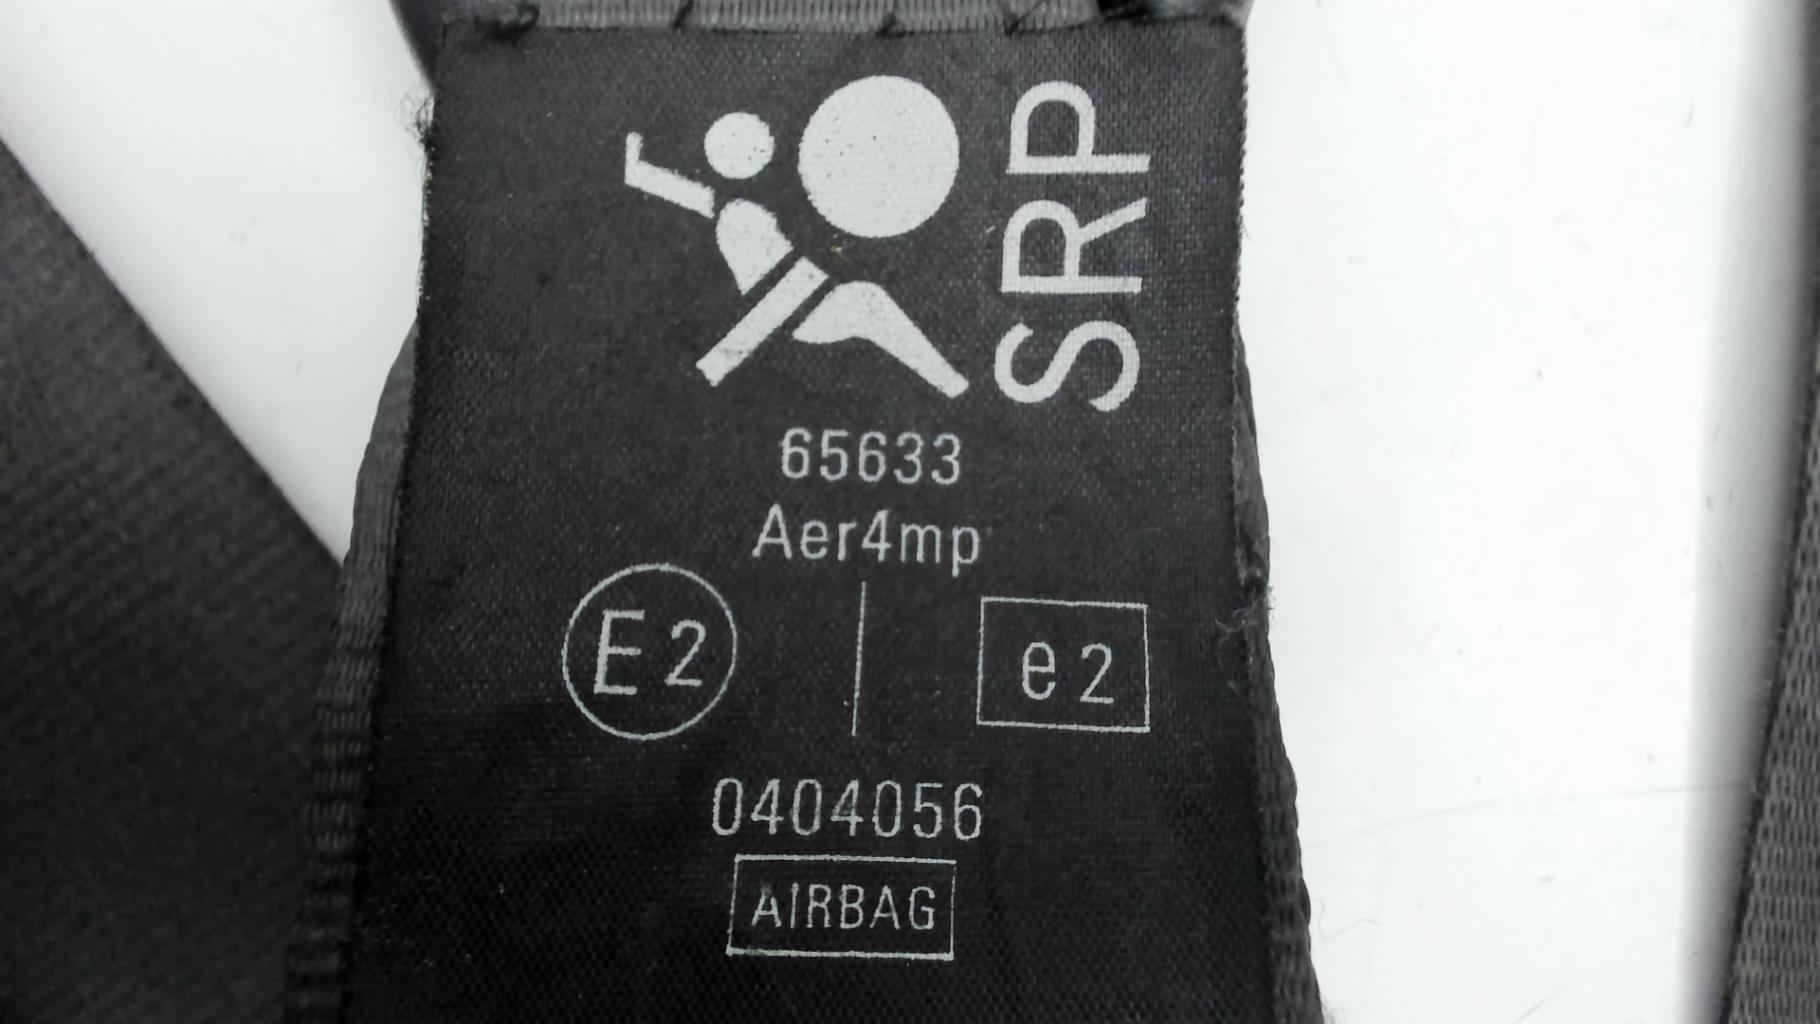 SRP
65633
Aer4mp
E2 e2
0404056
AIRBAG